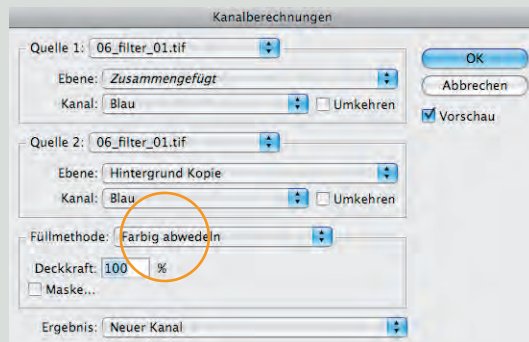 Kanalberechnungen
Quelle 1: 06_filter_01.tif
OK
Ebene: Zusammengefügt
Abbrechen
Kanal: Blau Umkehren
Vorschau
Quelle 2: 06_filter_01.tif
Ebene: Hintergrund Kopie
Kanal: Blau Umkehren
Füllmethode: Farbig abwedeln
Deckkraft: 100 %
Maske...
Ergebnis: Neuer Kanal